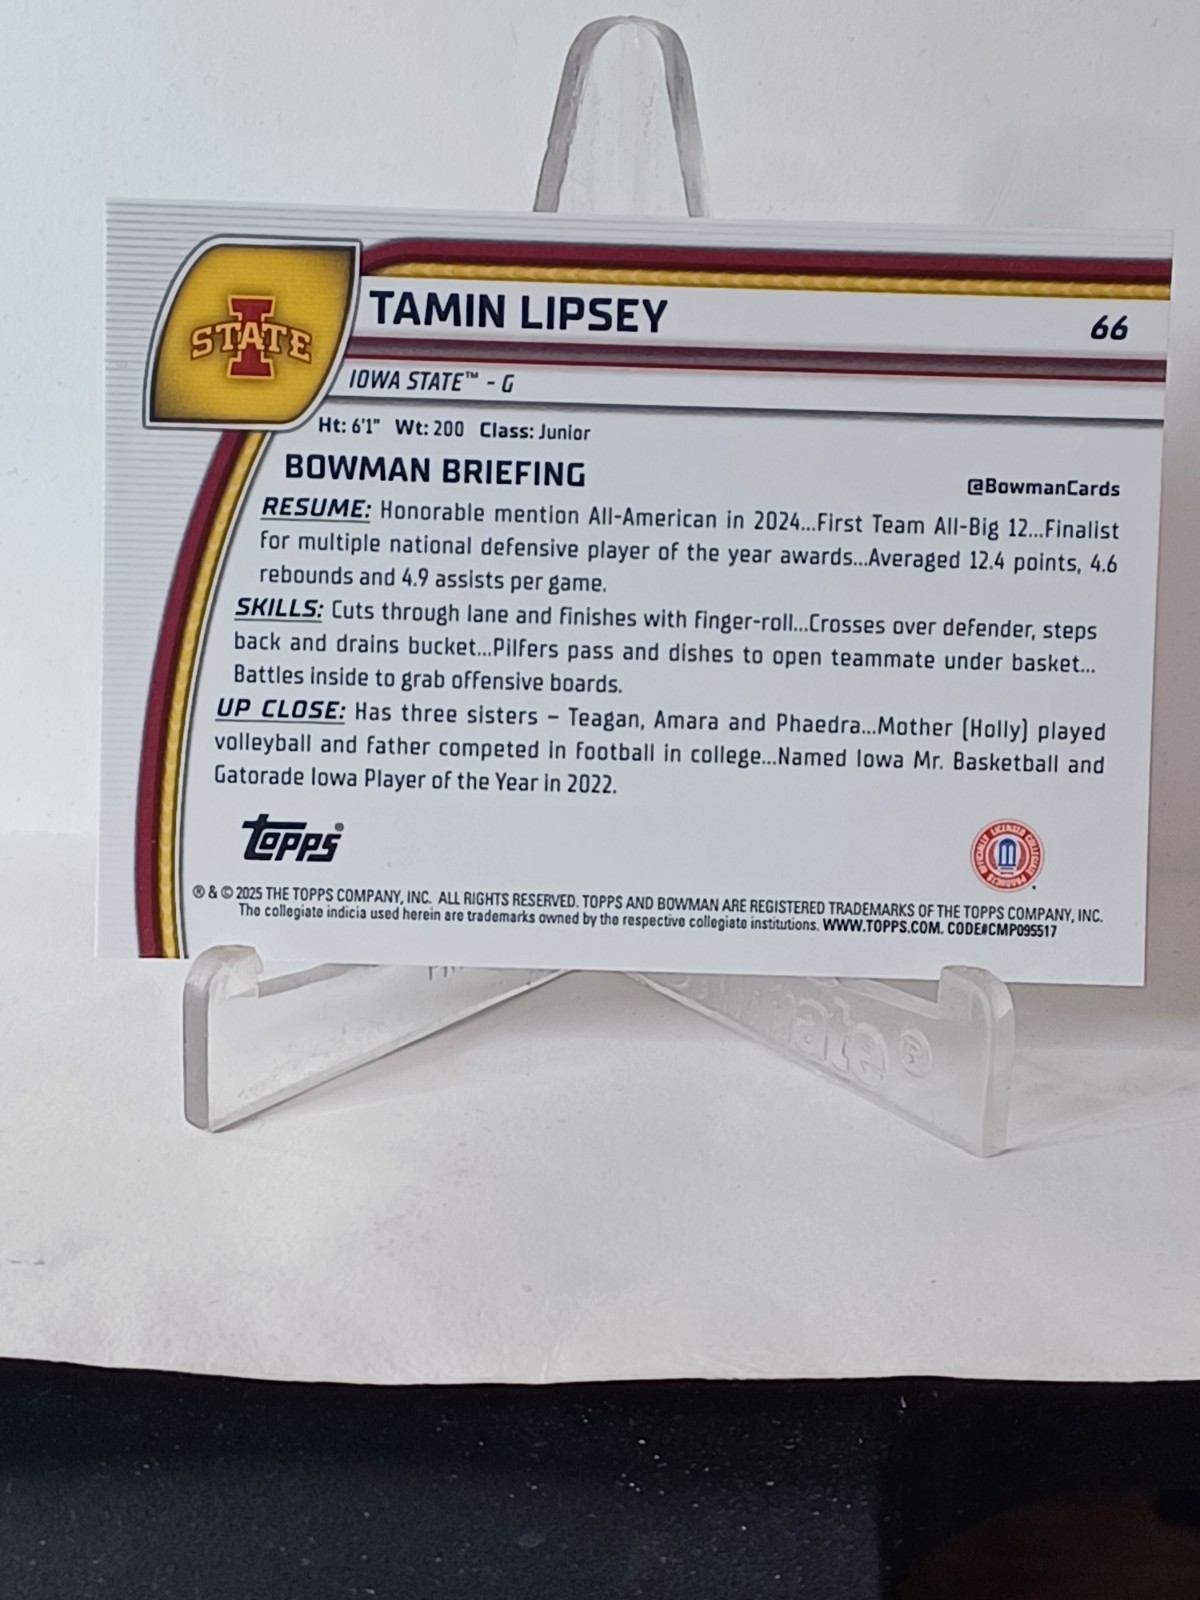 I
STATE
TAMIN LIPSEY
66
IOWA STATE™ - G
Ht: 6'1" Wt: 200 Class: Junior
BOWMAN BRIEFING
@BowmanCards
RESUME: Honorable mention All-American in 2024...First Team All-Big 12...Finalist
for multiple national defensive player of the year awards...Averaged 12.4 points, 4.6
rebounds and 4.9 assists per game.
SKILLS: Cuts through lane and finishes with finger-roll...Crosses over defender, steps
back and drains bucket...Pilfers pass and dishes to open teammate under basket...
Battles inside to grab offensive boards.
UP CLOSE: Has three sisters – Teagan, Amara and Phaedra...Mother (Holly) played
volleyball and father competed in football in college...Named Iowa Mr. Basketball and
Gatorade Iowa Player of the Year in 2022.
Topps®
OFFICIALLY LICENSED COLLEGIATE PRODUCTS
® & © 2025 THE TOPPS COMPANY, INC. ALL RIGHTS RESERVED. TOPPS AND BOWMAN ARE REGISTERED TRADEMARKS OF THE TOPPS COMPANY, INC.
The collegiate indicia used herein are trademarks owned by the respective collegiate institutions. WWW.TOPPS.COM. CODE#CMP095517